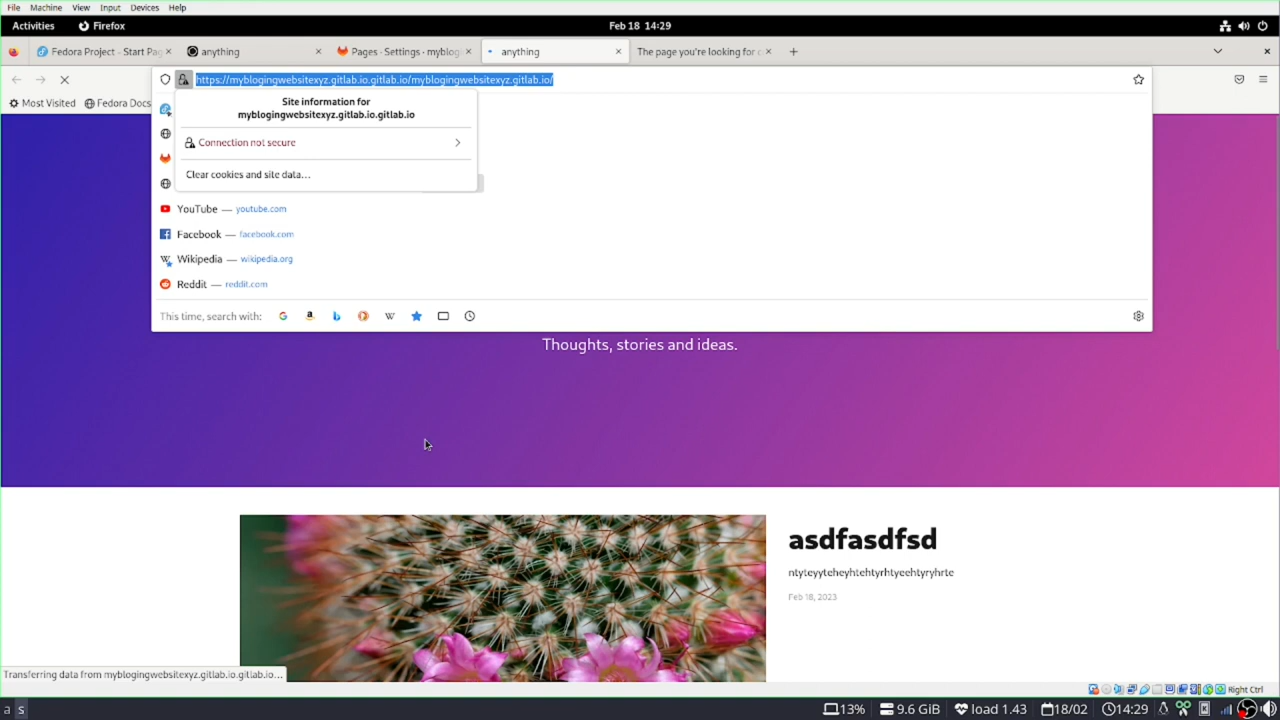 File Machine View Input Devices Help
Activities Firefox Feb 18 14:29
Fedora Project - Start Pag
anything
Pages · Settings · myblog
anything
The page you're looking for c
https://myblogingwebsitexyz.gitlab.io.gitlab.io/myblogingwebsitexyz.gitlab.io/
Most Visited Fedora Docs
Site information for
myblogingwebsitexyz.gitlab.io.gitlab.io
Connection not secure
Clear cookies and site data…
YouTube — youtube.com
Facebook — facebook.com
Wikipedia — wikipedia.org
Reddit — reddit.com
This time, search with:
Thoughts, stories and ideas.
asdfasdfsd
ntyteyyteheyhtehtyrhtyeehtyryhrte
Feb 18, 2023
Transferring data from myblogingwebsitexyz.gitlab.io.gitlab.io…
Right Ctrl
a s 13% 9.6 GiB load 1.43 18/02 14:29